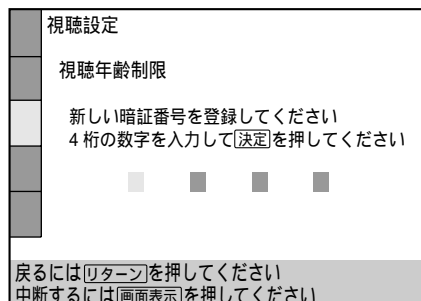 視聴設定
視聴年齢制限
新しい暗証番号を登録してください
4桁の数字を入力して決定を押してください
戻るにはリターンを押してください
中断するには画面表示を押してください